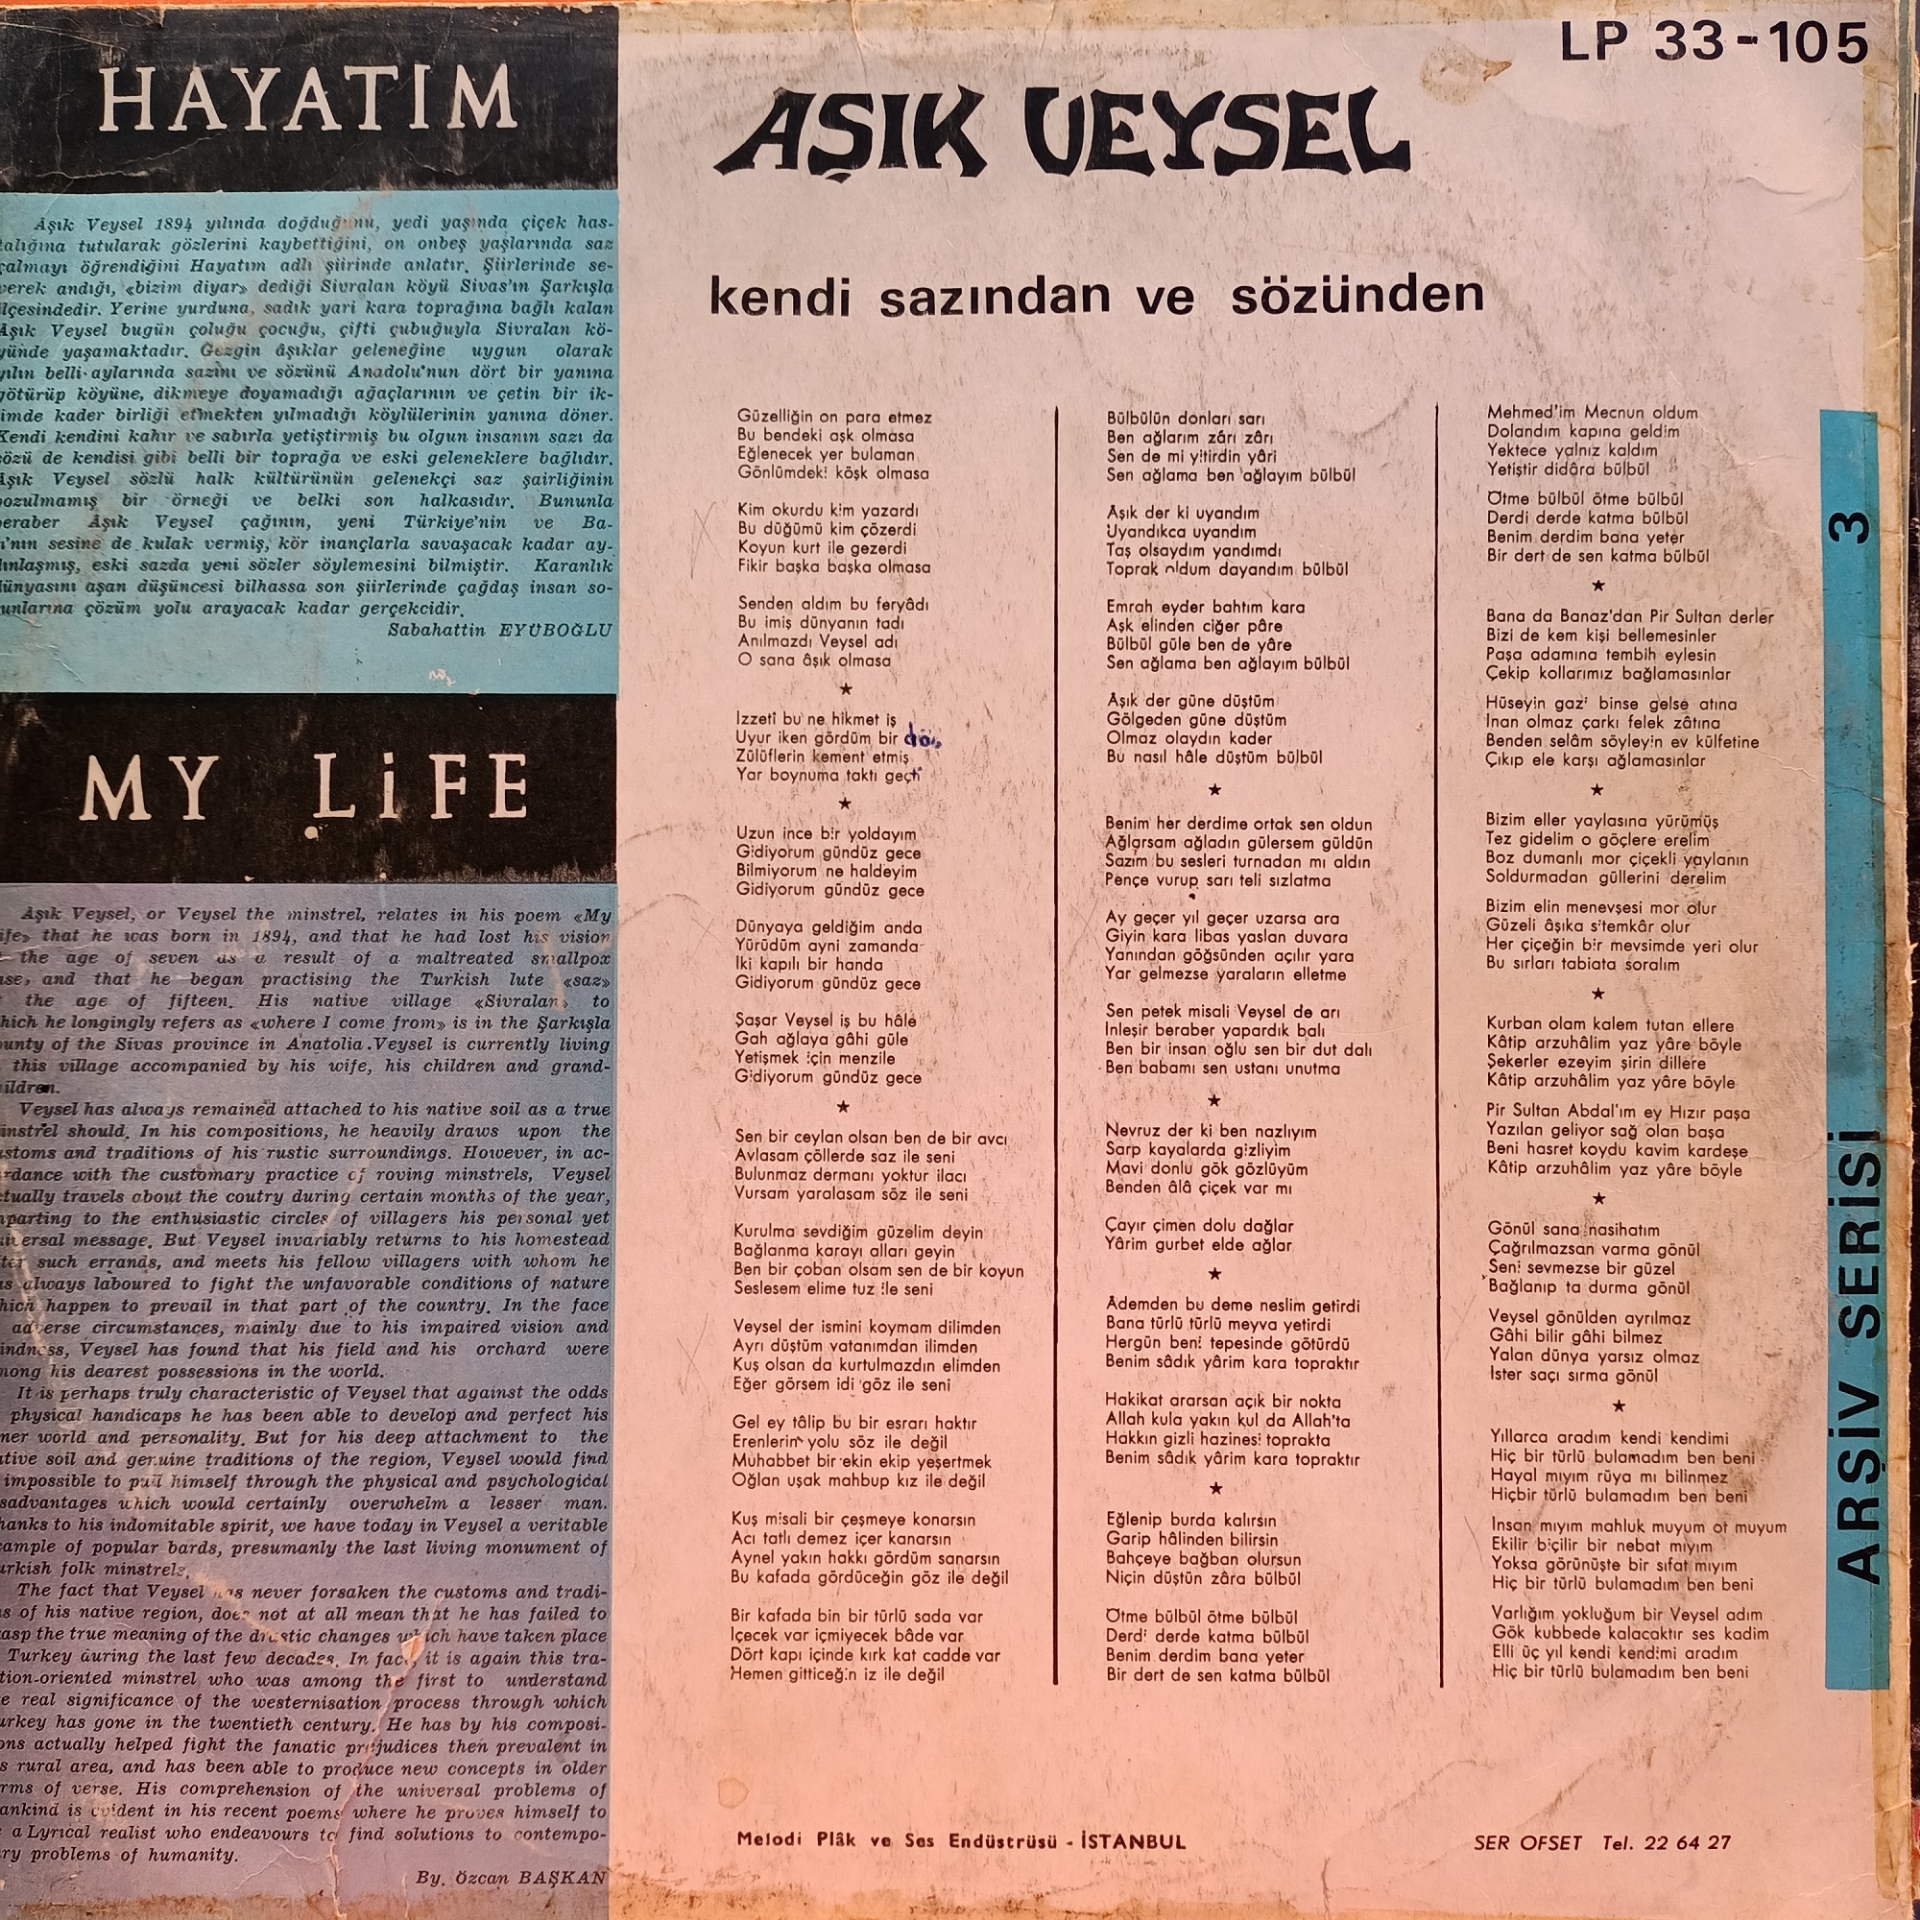 HAYATIM
Âşık Veysel 1894 yılında doğduğunu, yedi yaşında çiçek has-
talığına tutularak gözlerini kaybettiğini, on onbeş yaşlarında saz
çalmayı öğrendiğini Hayatım adlı şiirinde anlatır. Şiirlerinde se-
verek andığı, «bizim diyar» dediği Sivralan köyü Sivas'ın Şarkışla
ilçesindedir. Yerine yurduna, sadık yari kara toprağına bağlı kalan
Âşık Veysel bugün çoluğu çocuğu, çifti çubuğuyla Sivralan kö-
yünde yaşamaktadır. Gezgin âşıklar geleneğine uygun olarak
yılın belli aylarında sazını ve sözünü Anadolu'nun dört bir yanına
götürüp köyüne, dikmeye doyamadığı ağaçlarının ve çetin bir ik-
limde kader birliği etmekten yılmadığı köylülerinin yanına döner.
Kendi kendini kahır ve sabırla yetiştirmiş bu olgun insanın sazı da
sözü de kendisi gibi belli bir toprağa ve eski geleneklere bağlıdır.
Âşık Veysel sözlü halk kültürünün gelenekçi saz şairliğinin
bozulmamış bir örneği ve belki son halkasıdır. Bununla
beraber Âşık Veysel çağının, yeni Türkiye'nin ve Ba-
tı'nın sesine de kulak vermiş, kör inançlarla savaşacak kadar ay-
dınlaşmış, eski sazda yeni sözler söylemesini bilmiştir. Karanlık
dünyasını aşan düşüncesi bilhassa son şiirlerinde çağdaş insan so-
runlarına çözüm yolu arayacak kadar gerçekcidir.
Sabahattin EYÜBOĞLU
MY LiFE
Aşık Veysel, or Veysel the minstrel, relates in his poem «My
life» that he was born in 1894, and that he had lost his vision
the age of seven as a result of a maltreated smallpox
case, and that he began practising the Turkish lute «saz»
the age of fifteen. His native village «Sivralan» to
which he longingly refers as «where I come from» is in the Şarkışla
county of the Sivas province in Anatolia. Veysel is currently living
this village accompanied by his wife, his children and grand-
children.
Veysel has always remained attached to his native soil as a true
minstrel should. In his compositions, he heavily draws upon the
customs and traditions of his rustic surroundings. However, in ac-
cordance with the customary practice of roving minstrels, Veysel
actually travels about the coutry during certain months of the year,
imparting to the enthusiastic circles of villagers his personal yet
universal message. But Veysel invariably returns to his homestead
after such errands, and meets his fellow villagers with whom he
has always laboured to fight the unfavorable conditions of nature
which happen to prevail in that part of the country. In the face
adverse circumstances, mainly due to his impaired vision and
blindness, Veysel has found that his field and his orchard were
among his dearest possessions in the world.
It is perhaps truly characteristic of Veysel that against the odds
physical handicaps he has been able to develop and perfect his
inner world and personality. But for his deep attachment to the
native soil and genuine traditions of the region, Veysel would find
impossible to pull himself through the physical and psychological
disadvantages which would certainly overwhelm a lesser man.
Thanks to his indomitable spirit, we have today in Veysel a veritable
example of popular bards, presumanly the last living monument of
Turkish folk minstrels.
The fact that Veysel has never forsaken the customs and tradi-
ns of his native region, does not at all mean that he has failed to
grasp the true meaning of the drastic changes which have taken place
Turkey during the last few decades. In fact, it is again this tra-
dition-oriented minstrel who was among the first to understand
the real significance of the westernisation process through which
Turkey has gone in the twentieth century. He has by his composi-
tions actually helped fight the fanatic prejudices then prevalent in
his rural area, and has been able to produce new concepts in older
forms of verse. His comprehension of the universal problems of
mankind is evident in his recent poems where he proves himself to
a Lyrical realist who endeavours to find solutions to contempo-
rary problems of humanity.
By. Özcan BAŞKAN
LP 33-105
AŞIK VEYSEL
kendi sazından ve sözünden
Güzelliğin on para etmez
Bu bendeki aşk olmasa
Eğlenecek yer bulaman
Gönlümdeki köşk olmasa
Kim okurdu kim yazardı
Bu düğümü kim çözerdi
Koyun kurt ile gezerdi
Fikir başka başka olmasa
Senden aldım bu feryâdı
Bu imiş dünyanın tadı
Anılmazdı Veysel adı
O sana âşık olmasa
★
Izzeti bu ne hikmet iş
Uyur iken gördüm bir düş
Zülüflerin kement etmiş
Yar boynuma taktı geçti
★
Uzun ince bir yoldayım
Gidiyorum gündüz gece
Bilmiyorum ne haldeyim
Gidiyorum gündüz gece
Dünyaya geldiğim anda
Yürüdüm ayni zamanda
Iki kapılı bir handa
Gidiyorum gündüz gece
Şaşar Veysel iş bu hâle
Gah ağlaya gâhi güle
Yetişmek için menzile
Gidiyorum gündüz gece
★
Sen bir ceylan olsan ben de bir avcı
Avlasam çöllerde saz ile seni
Bulunmaz dermanı yoktur ilacı
Vursam yaralasam söz ile seni
Kurulma sevdiğim güzelim deyin
Bağlanma karayı alları geyin
Ben bir çoban olsam sen de bir koyun
Seslesem elime tuz ile seni
Veysel der ismini koymam dilimden
Ayrı düştüm vatanımdan ilimden
Kuş olsan da kurtulmazdın elimden
Eğer görsem idi göz ile seni
Gel ey tâlip bu bir esrarı haktır
Erenlerin yolu söz ile değil
Muhabbet bir ekin ekip yeşertmek
Oğlan uşak mahbup kız ile değil
Kuş misali bir çeşmeye konarsın
Acı tatlı demez içer kanarsın
Aynel yakın hakkı gördüm sanarsın
Bu kafada gördüceğin göz ile değil
Bir kafada bin bir türlü sada var
Içecek var içmiyecek bâde var
Dört kapı içinde kırk kat cadde var
Hemen gitticeğin iz ile değil
Bülbülün donları sarı
Ben ağlarım zârı zârı
Sen de mi yitirdin yâri
Sen ağlama ben ağlayım bülbül
Aşık der ki uyandım
Uyandıkca uyandım
Taş olsaydım yandımdı
Toprak oldum dayandım bülbül
Emrah eyder bahtım kara
Aşk elinden ciğer pâre
Bülbül güle ben de yâre
Sen ağlama ben ağlayım bülbül
Aşık der güne düştüm
Gölgeden güne düştüm
Olmaz olaydın kader
Bu nasıl hâle düştüm bülbül
★
Benim her derdime ortak sen oldun
Ağlarsam ağladın gülersem güldün
Sazım bu sesleri turnadan mı aldın
Pençe vurup sarı teli sızlatma
Ay geçer yıl geçer uzarsa ara
Giyin kara libas yaslan duvara
Yanından göğsünden açılır yara
Yar gelmezse yaraların elletme
Sen petek misali Veysel de arı
Inleşir beraber yapardık balı
Ben bir insan oğlu sen bir dut dalı
Ben babamı sen ustanı unutma
★
Nevruz der ki ben nazlıyım
Sarp kayalarda gizliyim
Mavi donlu gök gözlüyüm
Benden âlâ çiçek var mı
Çayır çimen dolu dağlar
Yârim gurbet elde ağlar
★
Âdemden bu deme neslim getirdi
Bana türlü türlü meyva yetirdi
Hergün beni tepesinde götürdü
Benim sâdık yârim kara topraktır
Hakikat ararsan açık bir nokta
Allah kula yakın kul da Allah'ta
Hakkın gizli hazinesi toprakta
Benim sâdık yârim kara topraktır
★
Eğlenip burda kalırsın
Garip hâlinden bilirsin
Bahçeye bağban olursun
Niçin düştün zâra bülbül
Ötme bülbül ötme bülbül
Derdi derde katma bülbül
Benim derdim bana yeter
Bir dert de sen katma bülbül
Mehmed'im Mecnun oldum
Dolandım kapına geldim
Yektece yalnız kaldım
Yetiştir didâra bülbül
Ötme bülbül ötme bülbül
Derdi derde katma bülbül
Benim derdim bana yeter
Bir dert de sen katma bülbül
★
Bana da Banaz'dan Pir Sultan derler
Bizi de kem kişi bellemesinler
Paşa adamına tembih eylesin
Çekip kollarımız bağlamasınlar
Hüseyin gazi binse gelse atına
Inan olmaz çarkı felek zâtına
Benden selâm söyleyin ev külfetine
Çıkıp ele karşı ağlamasınlar
★
Bizim eller yaylasına yürümüş
Tez gidelim o göçlere erelim
Boz dumanlı mor çiçekli yaylanın
Soldurmadan güllerini derelim
Bizim elin menevşesi mor olur
Güzeli âşıka sitemkâr olur
Her çiçeğin bir mevsimde yeri olur
Bu sırları tabiata soralım
★
Kurban olam kalem tutan ellere
Kâtip arzuhâlim yaz yâre böyle
Şekerler ezeyim şirin dillere
Kâtip arzuhâlim yaz yâre böyle
Pir Sultan Abdal'ım ey Hızır paşa
Yazılan geliyor sağ olan başa
Beni hasret koydu kavim kardeşe
Kâtip arzuhâlim yaz yâre böyle
★
Gönül sana nasihatım
Çağrılmazsan varma gönül
Seni sevmezse bir güzel
Bağlanıp ta durma gönül
Veysel gönülden ayrılmaz
Gâhi bilir gâhi bilmez
Yalan dünya yarsız olmaz
İster saçı sırma gönül
★
Yıllarca aradım kendi kendimi
Hiç bir türlü bulamadım ben beni
Hayal mıyım rüya mı bilinmez
Hiçbir türlü bulamadım ben beni
Insan mıyım mahluk muyum ot muyum
Ekilir biçilir bir nebat mıyım
Yoksa görünüşte bir sıfat mıyım
Hiç bir türlü bulamadım ben beni
Varlığım yokluğum bir Veysel adım
Gök kubbede kalacaktır ses kadim
Elli üç yıl kendi kendimi aradım
Hiç bir türlü bulamadım ben beni
ARŞİV SERİSİ 3
Melodi Plâk ve Ses Endüstrüsü - İSTANBUL
SER OFSET Tel. 22 64 27